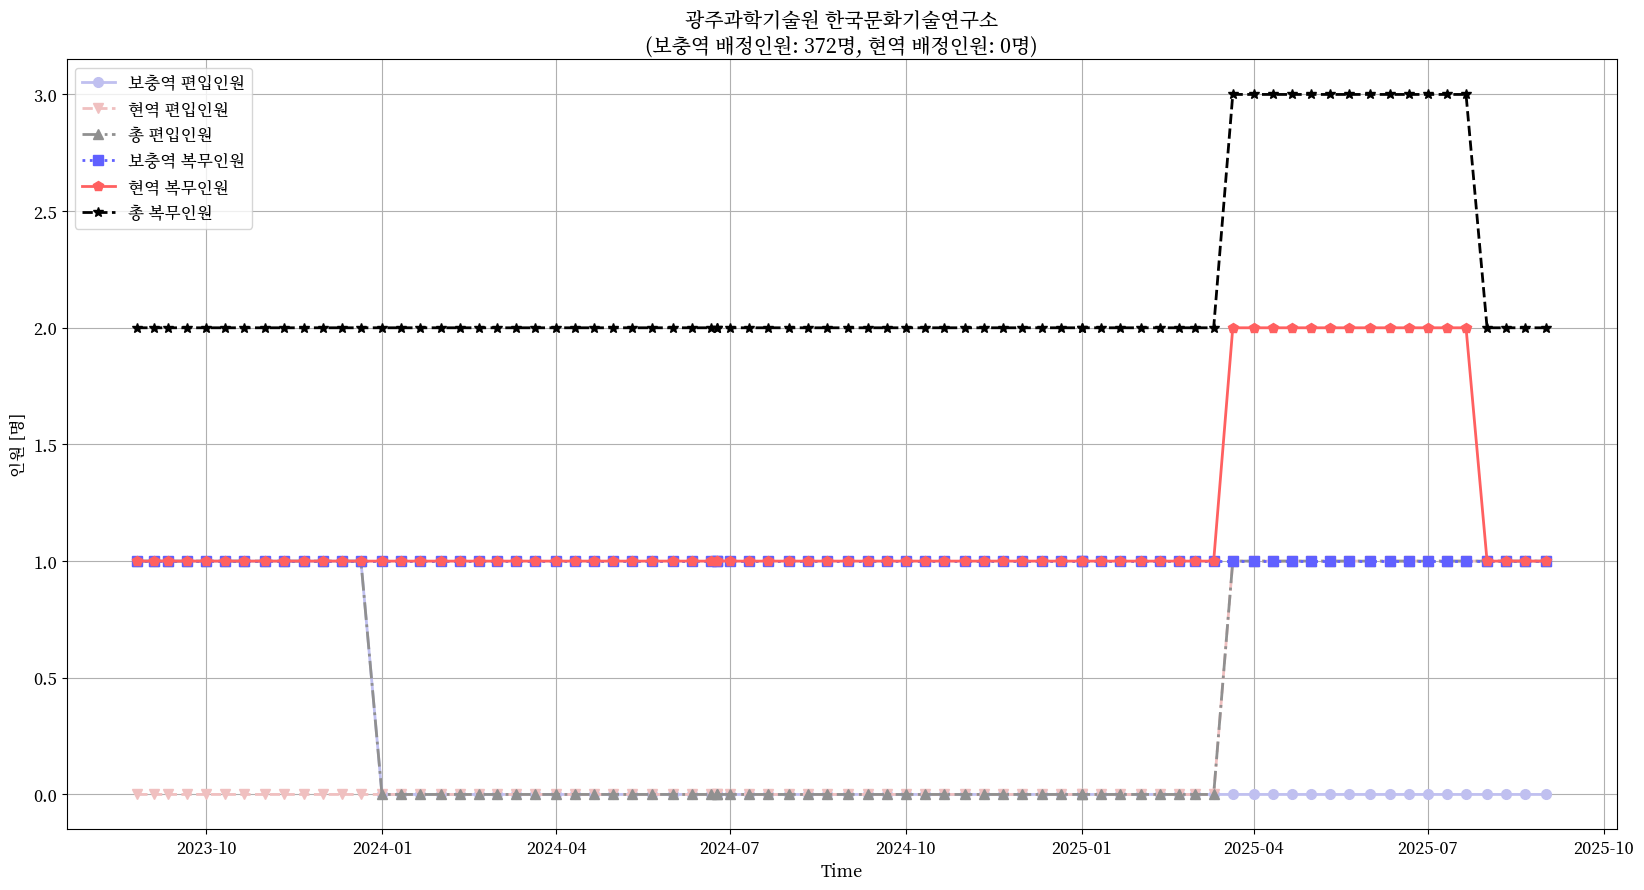 광주과학기술원 한국문화기술연구소
(보충역 배정인원: 372명, 현역 배정인원: 0명)
보충역 편입인원
현역 편입인원
총 편입인원
보충역 복무인원
현역 복무인원
총 복무인원
3.0
2.5
2.0
1.5
1.0
0.5
0.0
인원 [명]
2023-10
2024-01
2024-04
2024-07
2024-10
2025-01
2025-04
2025-07
2025-10
Time